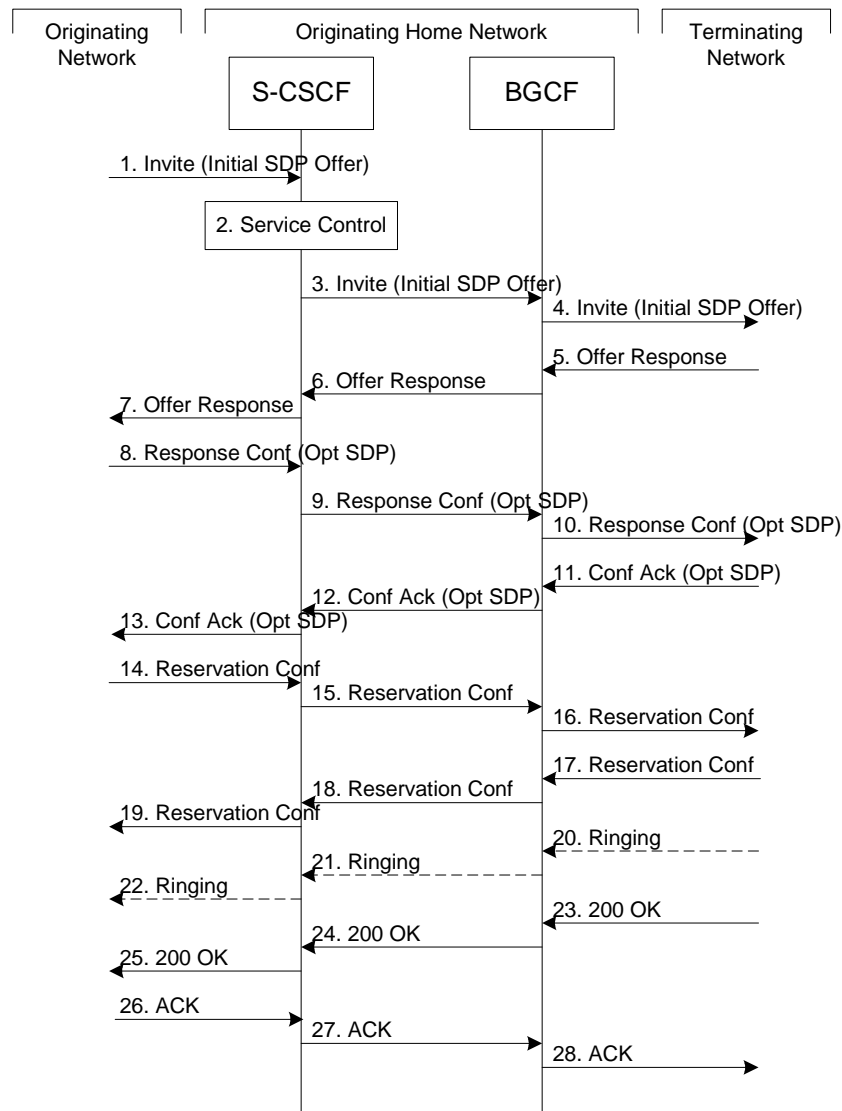 Originating
Network
Originating Home Network
Terminating
Network
S-CSCF
BGCF
1. Invite (Initial SDP Offer)
2. Service Control
3. Invite (Initial SDP Offer)
4. Invite (Initial SDP Offer)
5. Offer Response
6. Offer Response
7. Offer Response
8. Response Conf (Opt SDP)
9. Response Conf (Opt SDP)
10. Response Conf (Opt SDP)
11. Conf Ack (Opt SDP)
12. Conf Ack (Opt SDP)
13. Conf Ack (Opt SDP)
14. Reservation Conf
15. Reservation Conf
16. Reservation Conf
17. Reservation Conf
18. Reservation Conf
19. Reservation Conf
20. Ringing
21. Ringing
22. Ringing
23. 200 OK
24. 200 OK
25. 200 OK
26. ACK
27. ACK
28. ACK